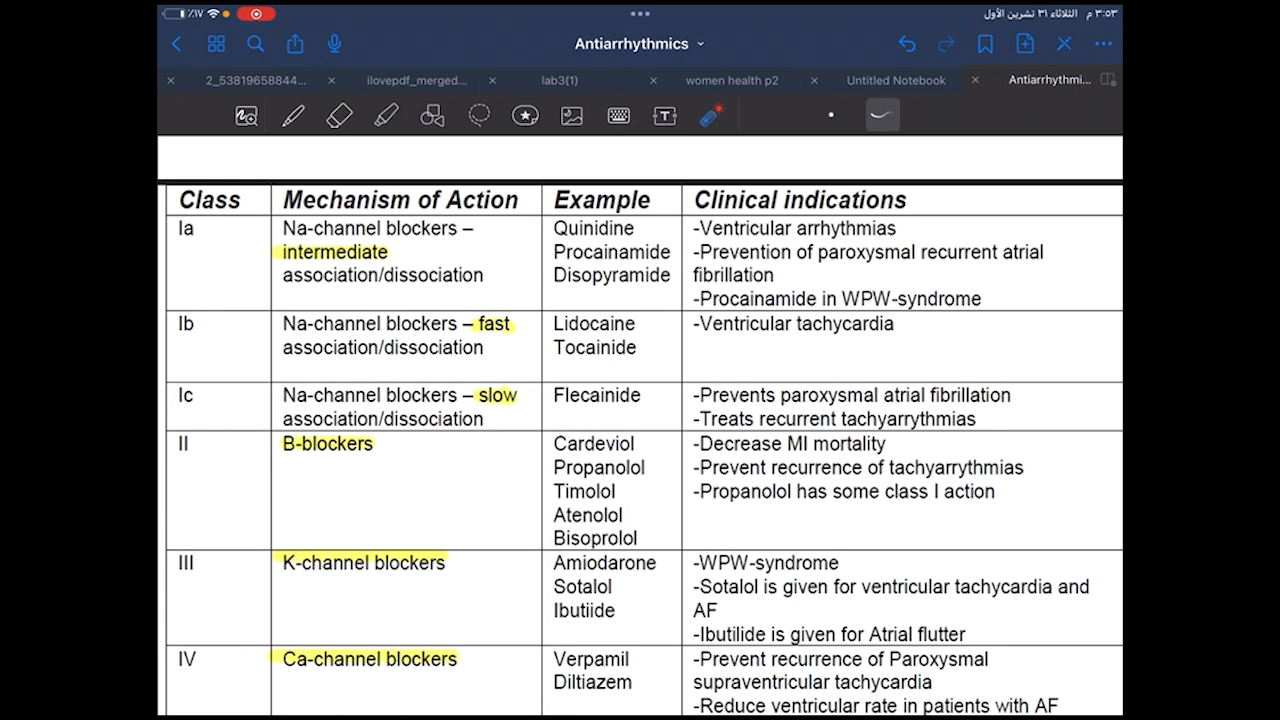 ٪١٧
٣:٥٣ م الثلاثاء ٣١ تشرين الأول
Antiarrhythmics
2_53819658844...
ilovepdf_merged...
lab3(1)
women health p2
Untitled Notebook
Antiarrhythmi...
T
Class Mechanism of Action Example Clinical indications
Ia
Na-channel blockers –
intermediate
association/dissociation
Quinidine
Procainamide
Disopyramide
-Ventricular arrhythmias
-Prevention of paroxysmal recurrent atrial
fibrillation
-Procainamide in WPW-syndrome
Ib
Na-channel blockers – fast
association/dissociation
Lidocaine
Tocainide
-Ventricular tachycardia
Ic
Na-channel blockers – slow
association/dissociation
Flecainide
-Prevents paroxysmal atrial fibrillation
-Treats recurrent tachyarrythmias
II
B-blockers
Cardeviol
Propanolol
Timolol
Atenolol
Bisoprolol
-Decrease MI mortality
-Prevent recurrence of tachyarrythmias
-Propanolol has some class I action
III
K-channel blockers
Amiodarone
Sotalol
Ibutiide
-WPW-syndrome
-Sotalol is given for ventricular tachycardia and
AF
-Ibutilide is given for Atrial flutter
IV
Ca-channel blockers
Verpamil
Diltiazem
-Prevent recurrence of Paroxysmal
supraventricular tachycardia
-Reduce ventricular rate in patients with AF